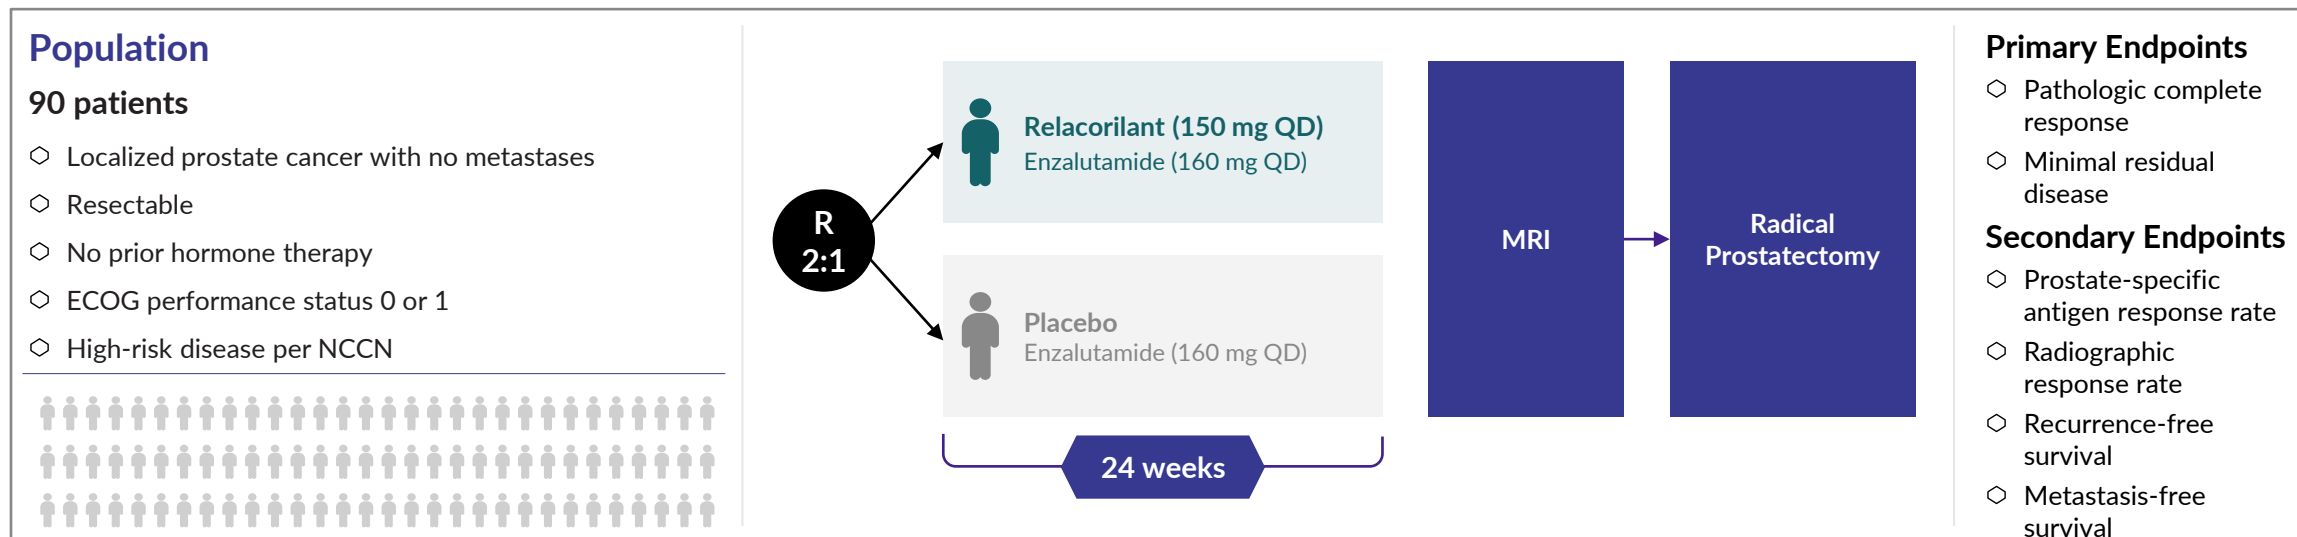 Population
90 patients
Localized prostate cancer with no metastases
Resectable
No prior hormone therapy
ECOG performance status 0 or 1
High-risk disease per NCCN
R
2:1
Relacorilant (150 mg QD)
Enzalutamide (160 mg QD)
Placebo
Enzalutamide (160 mg QD)
24 weeks
MRI
Radical
Prostatectomy
Primary Endpoints
Pathologic complete
response
Minimal residual
disease
Secondary Endpoints
Prostate-specific
antigen response rate
Radiographic
response rate
Recurrence-free
survival
Metastasis-free
survival